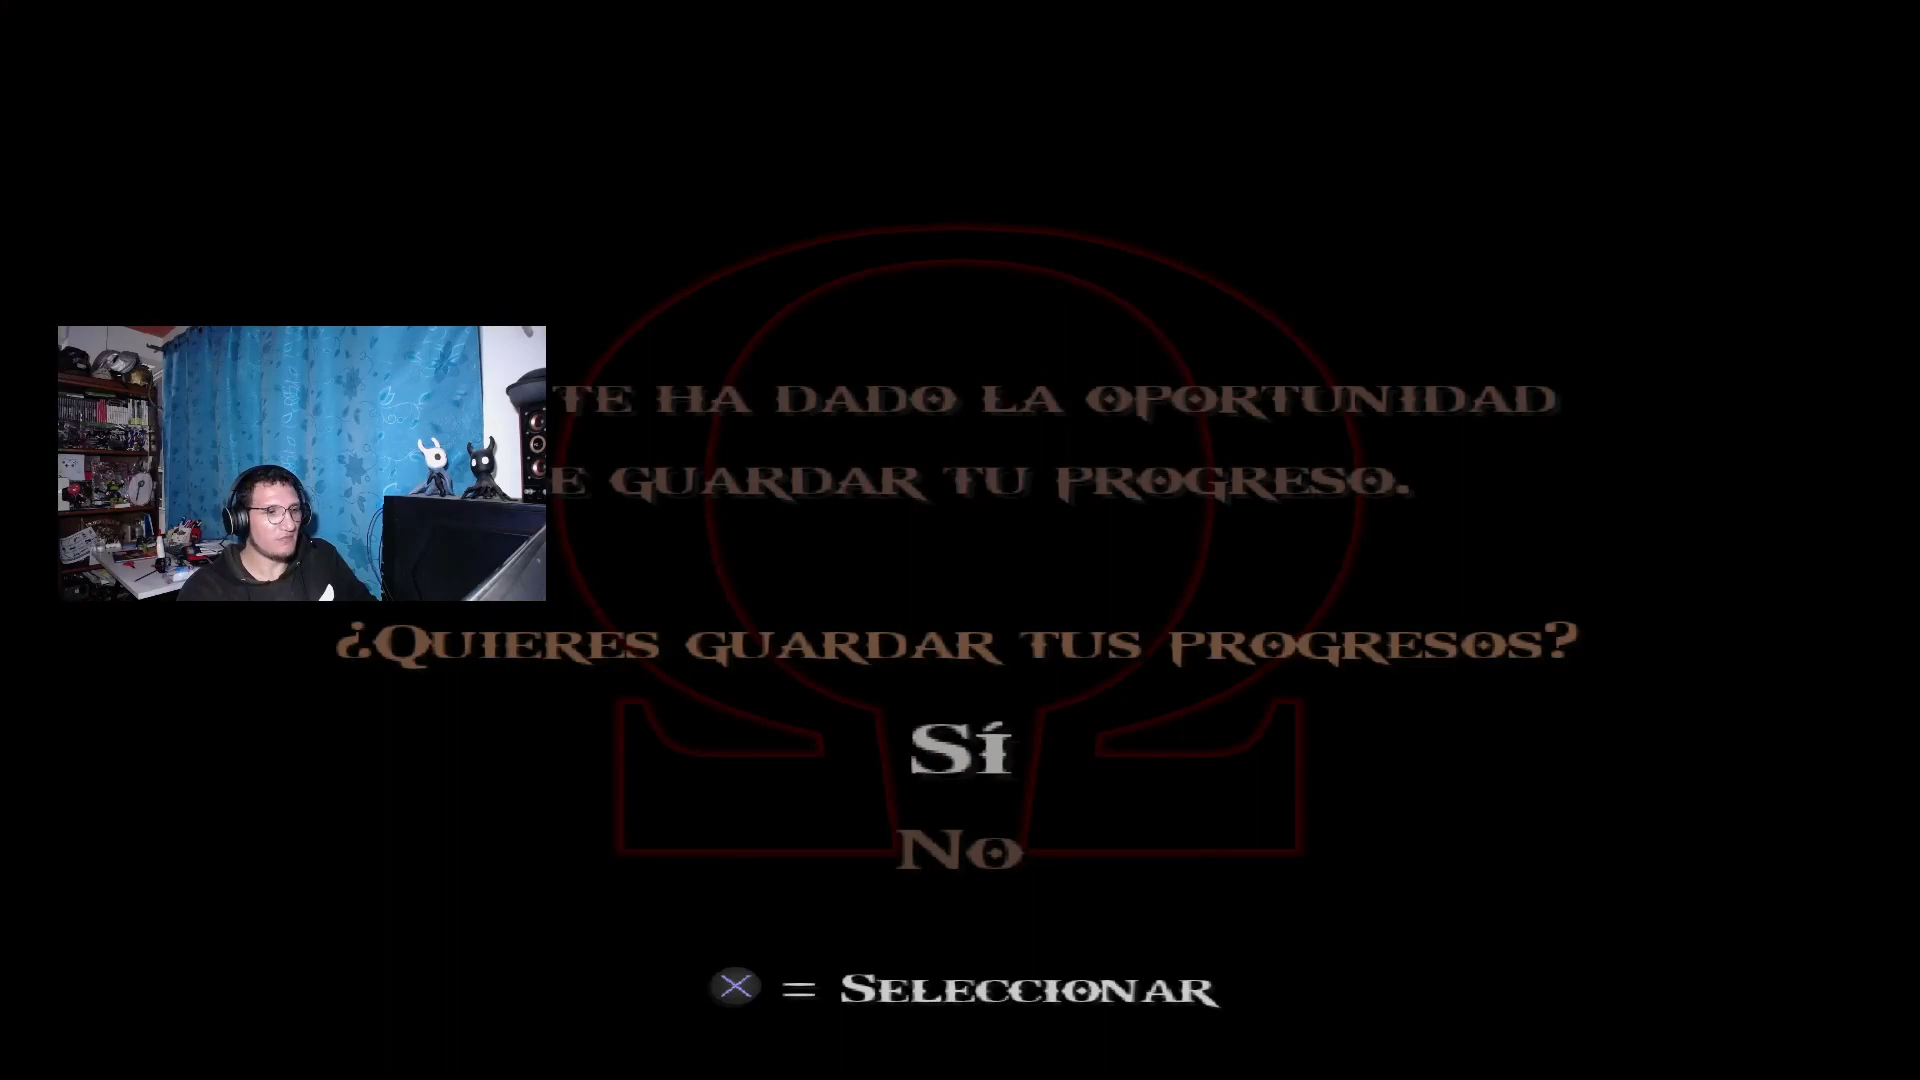 TE HA DADO LA OPORTUNIDAD
E GUARDAR TU PROGRESO.
¿QUIERES GUARDAR TUS PROGRESOS?
SÍ
NO
= SELECCIONAR